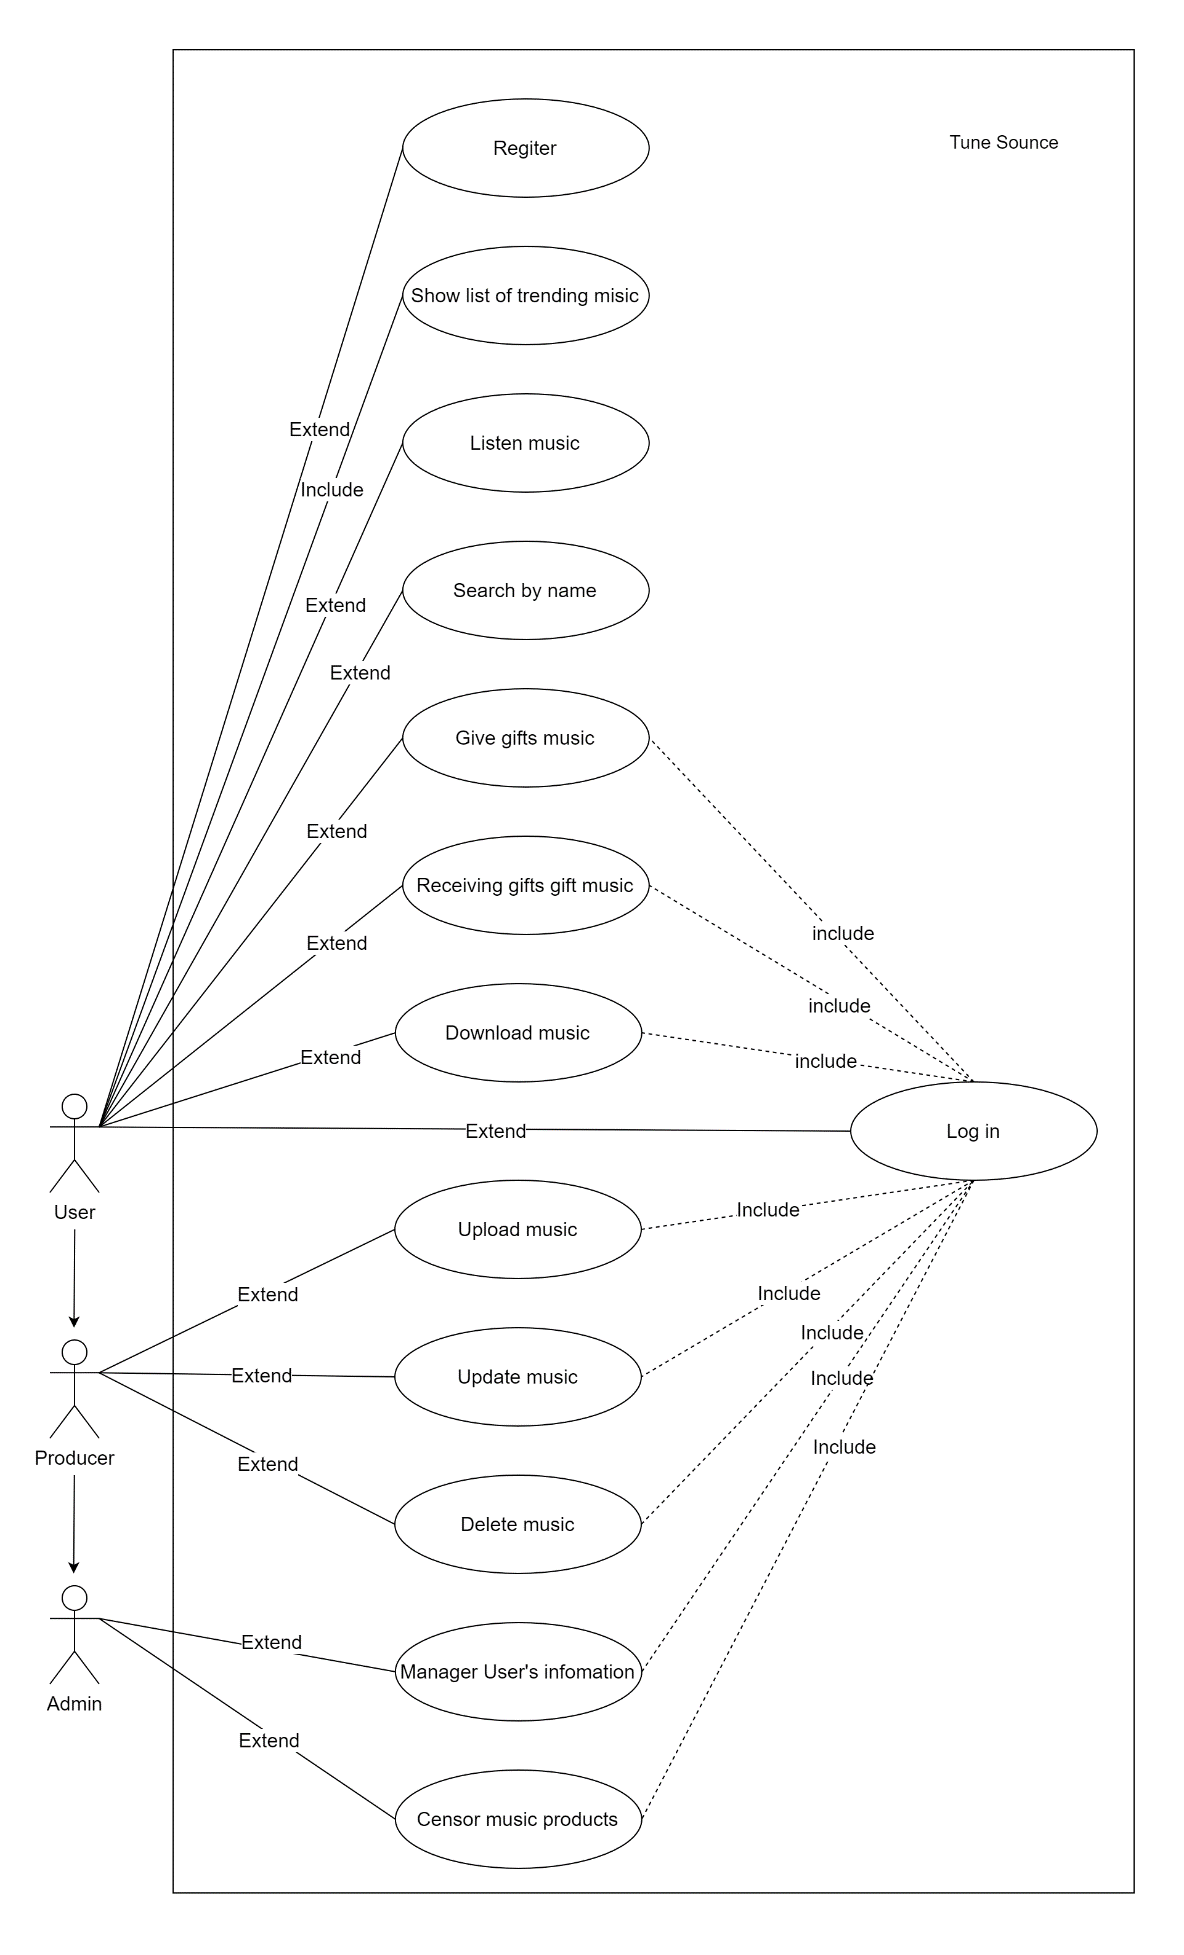 Regiter
Tune Sounce
Show list of trending misic
Extend
Listen music
Include
Search by name
Extend
Extend
Give gifts music
Extend
Receiving gifts gift music
include
Extend
include
Download music
Extend
include
Extend
Log in
User
Upload music
Include
Extend
Include
Include
Update music
Extend
Include
Producer
Include
Extend
Delete music
Extend
Manager User's infomation
Admin
Extend
Censor music products